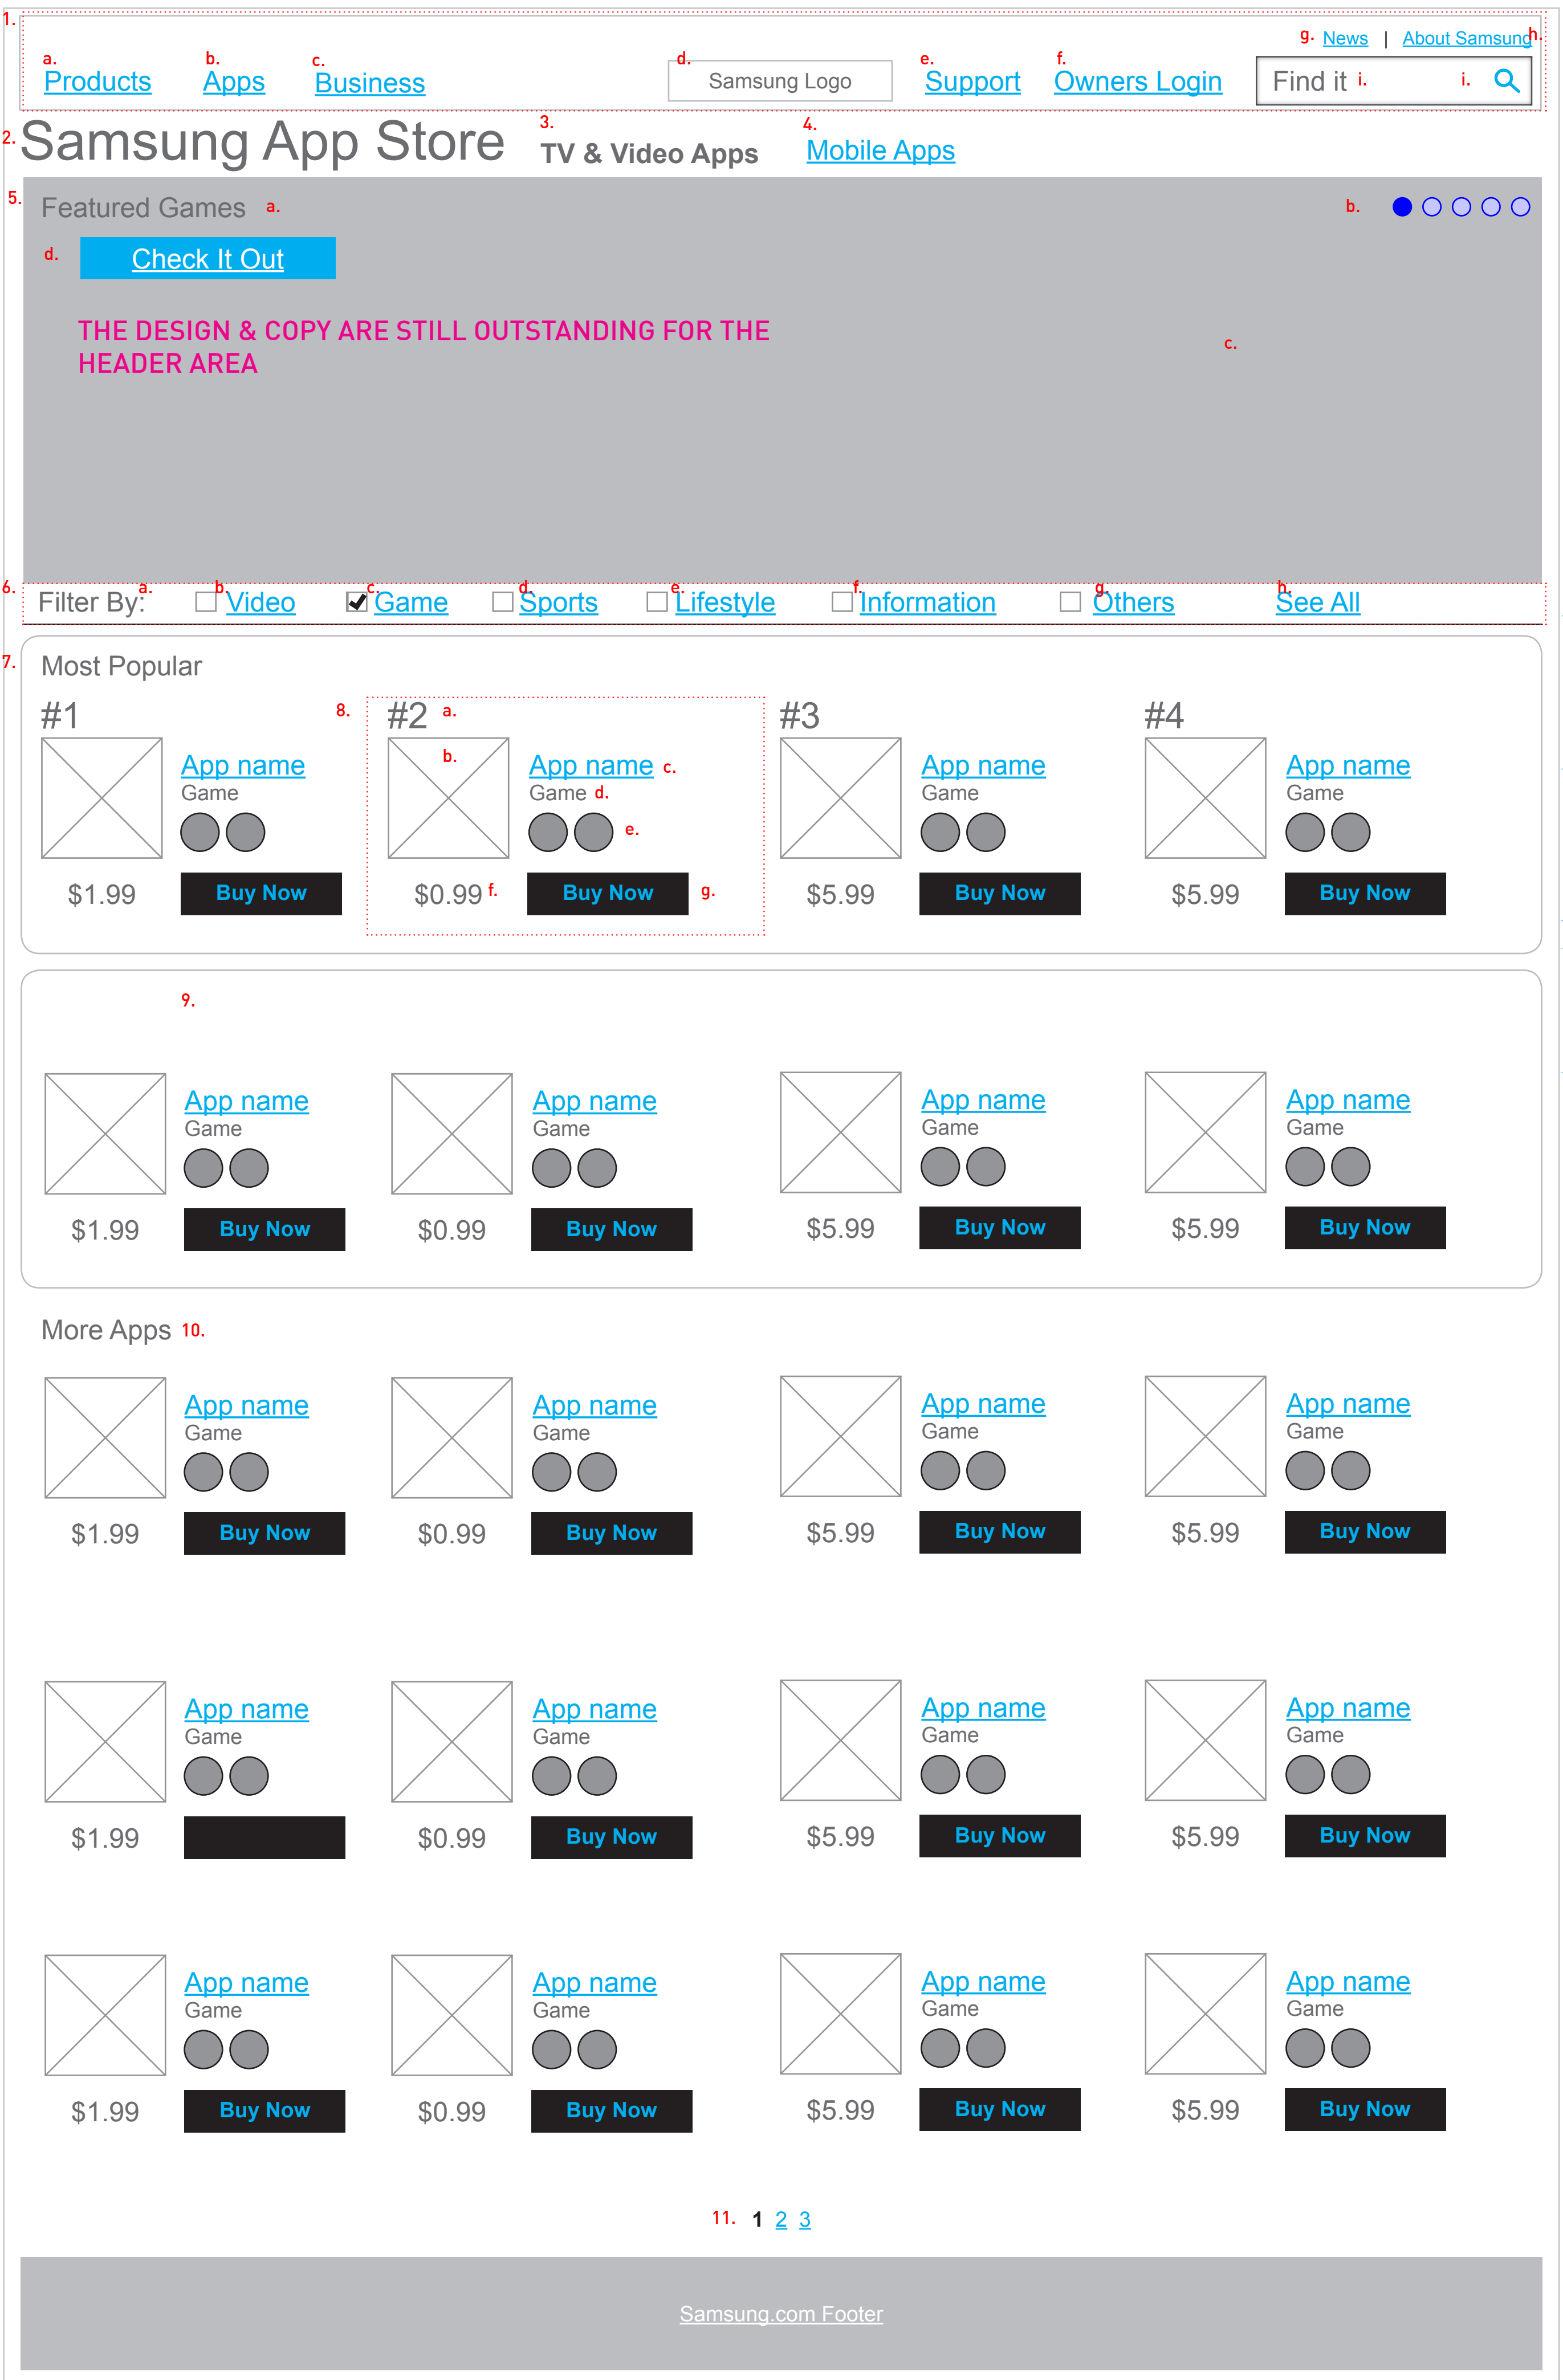 1.
g. News | About Samsung h.
a. b. c. d. e. f.
Products Apps Business Samsung Logo Support Owners Login Find it i. i.
2. Samsung App Store 3. TV & Video Apps 4. Mobile Apps
5. Featured Games a. b.
d. Check It Out
THE DESIGN & COPY ARE STILL OUTSTANDING FOR THE
HEADER AREA
c.
6. a. b. c. d. e. f. g. h.
Filter By: Video Game Sports Lifestyle Information Others See All
7. Most Popular
#1 8. #2 a. #3 #4
b.
App name App name c. App name App name
Game Game d. Game Game
e.
$1.99 Buy Now $0.99 f. Buy Now g. $5.99 Buy Now $5.99 Buy Now
9.
App name App name App name App name
Game Game Game Game
$1.99 Buy Now $0.99 Buy Now $5.99 Buy Now $5.99 Buy Now
More Apps 10.
App name App name App name App name
Game Game Game Game
$1.99 Buy Now $0.99 Buy Now $5.99 Buy Now $5.99 Buy Now
App name App name App name App name
Game Game Game Game
$1.99 $0.99 Buy Now $5.99 Buy Now $5.99 Buy Now
App name App name App name App name
Game Game Game Game
$1.99 Buy Now $0.99 Buy Now $5.99 Buy Now $5.99 Buy Now
11. 1 2 3
Samsung.com Footer